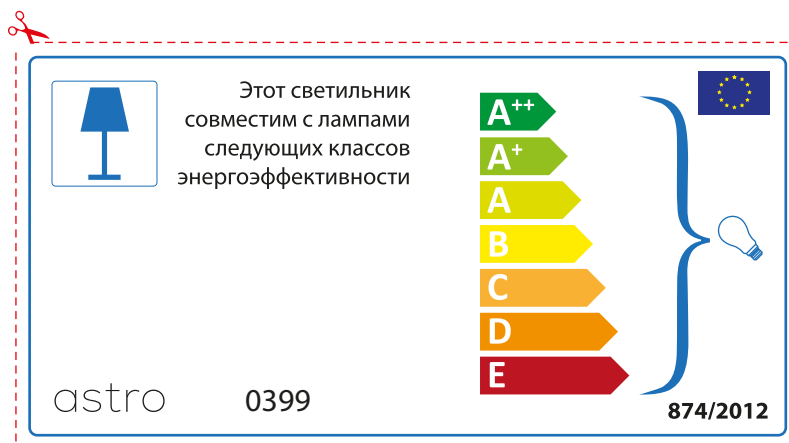 Этот светильник
совместим с лампами
следующих классов
энергоэффективности
A++
A+
A
B
C
D
E
astro
0399
874/2012